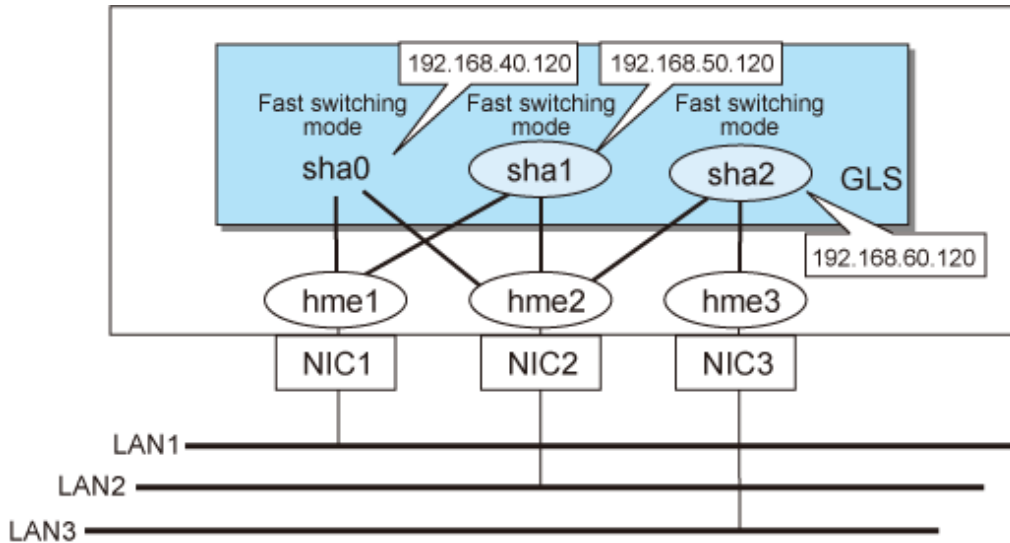 192.168.40.120
192.168.50.120
Fast switching
mode
Fast switching
mode
Fast switching
mode
sha0
sha1
sha2
GLS
192.168.60.120
hme1
hme2
hme3
NIC1
NIC2
NIC3
LAN1
LAN2
LAN3